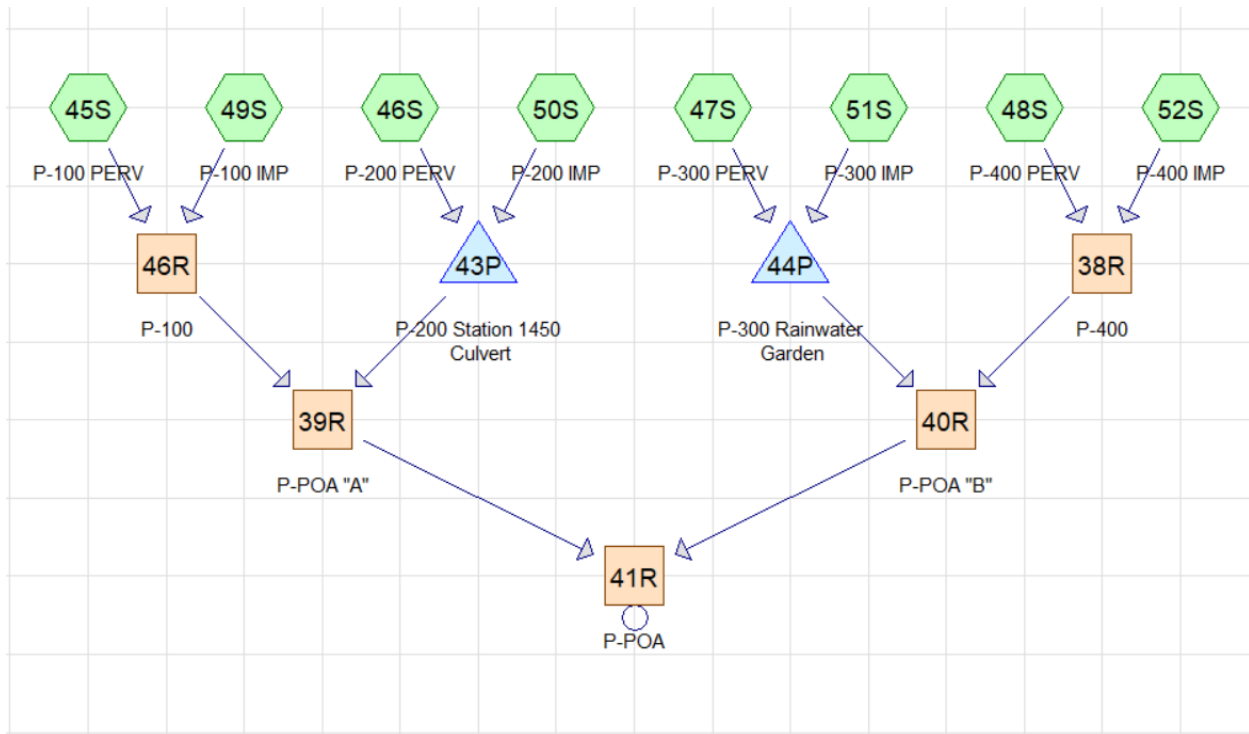 45S
49S
46S
50S
47S
51S
48S
52S
P-100 PERV
P-100 IMP
P-200 PERV
P-200 IMP
P-300 PERV
P-300 IMP
P-400 PERV
P-400 IMP
46R
43P
44P
38R
P-100
P-200 Station 1450
Culvert
P-300 Rainwater
Garden
P-400
39R
40R
P-POA "A"
P-POA "B"
41R
P-POA